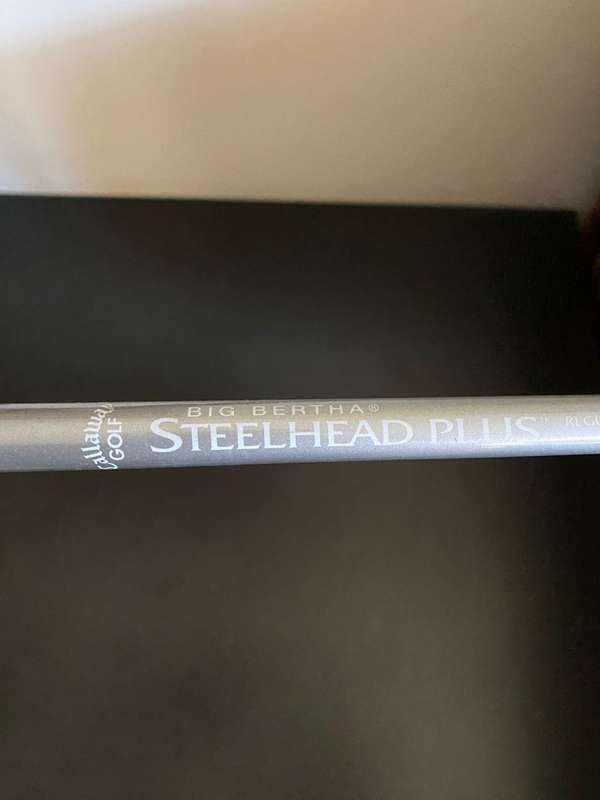 Callaway
GOLF
BIG BERTHA®
STEELHEAD PLUS™